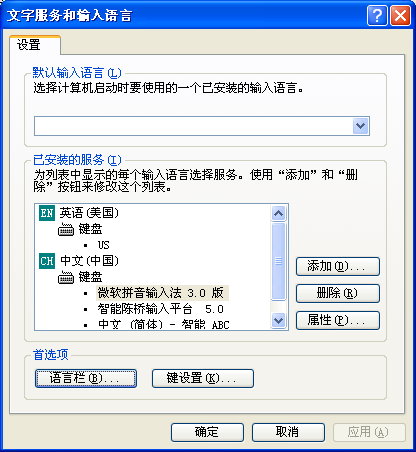 文字服务和输入语言
设置
默认输入语言(L)
选择计算机启动时要使用的一个已安装的输入语言。
已安装的服务(I)
为列表中显示的每个输入语言选择服务。使用“添加”和“删
除”按钮来修改这个列表。
EN 英语(美国)
键盘
US
CH 中文(中国)
键盘
微软拼音输入法 3.0 版
智能陈桥输入平台 5.0
中文 (简体) - 智能 ABC
添加(D)...
删除(R)
属性(P)...
首选项
语言栏(B)...
键设置(K)...
确定
取消
应用(A)